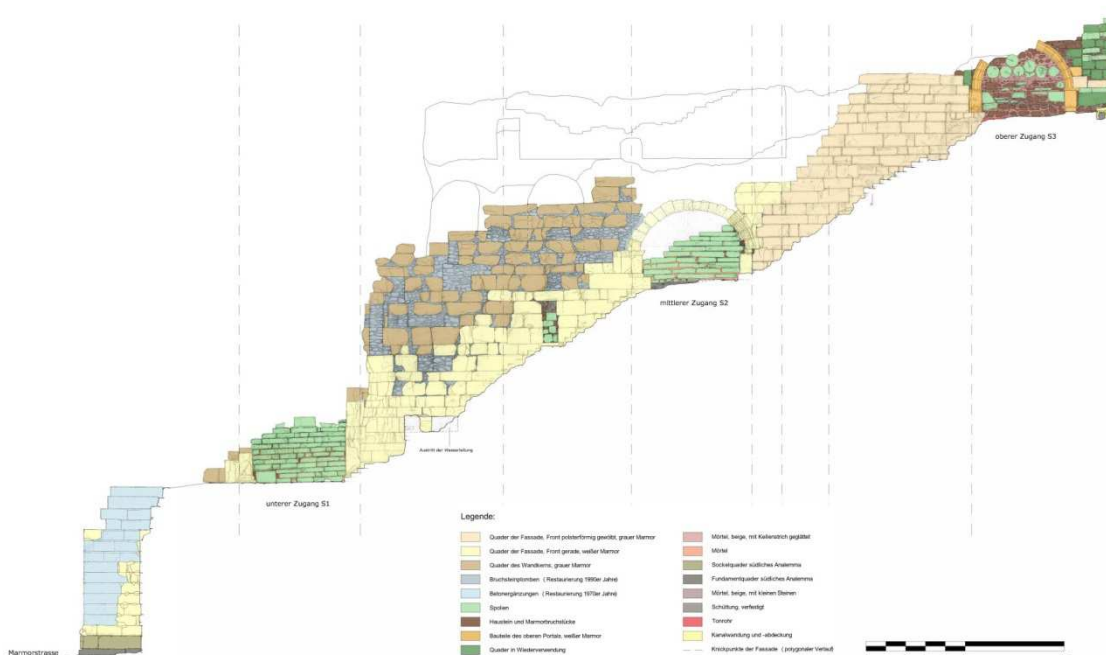 oberer Zugang S3
mittlerer Zugang S2
Austritt der Wasserleitung
unterer Zugang S1
Marmorstrasse
Legende:
Quader der Fassade, Front polsterförmig gewölbt, grauer Marmor
Quader der Fassade, Front gerade, weißer Marmor
Quader des Wandkerns, grauer Marmor
Bruchsteinplomben ( Restaurierung 1990er Jahre)
Betonergänzungen ( Restaurierung 1970er Jahre)
Spolien
Haustein und Marmorbruchstücke
Bauteile des oberen Portals, weißer Marmor
Quader in Wiederverwendung
Mörtel, beige, mit Kellenstrich geglättet
Mörtel
Sockelquader südliches Analemma
Fundamentquader südliches Analemma
Mörtel, beige, mit kleinen Steinen
Schüttung, verfestigt
Tonrohr
Kanalwandung und -abdeckung
Knickpunkte der Fassade ( polygonaler Verlauf)